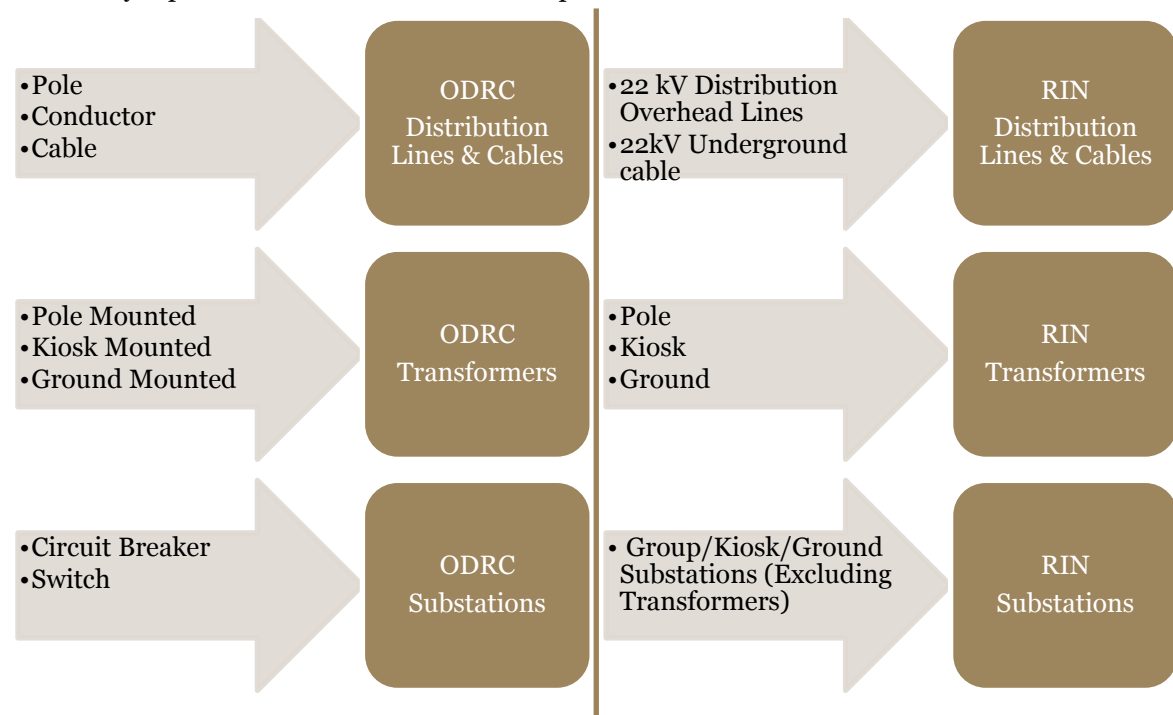 •Pole
•Conductor
•Cable
ODRC
Distribution
Lines & Cables
•22 kV Distribution
Overhead Lines
•22kV Underground
cable
RIN
Distribution
Lines & Cables
•Pole Mounted
•Kiosk Mounted
•Ground Mounted
ODRC
Transformers
•Pole
•Kiosk
•Ground
RIN
Transformers
•Circuit Breaker
•Switch
ODRC
Substations
• Group/Kiosk/Ground
Substations (Excluding
Transformers)
RIN
Substations